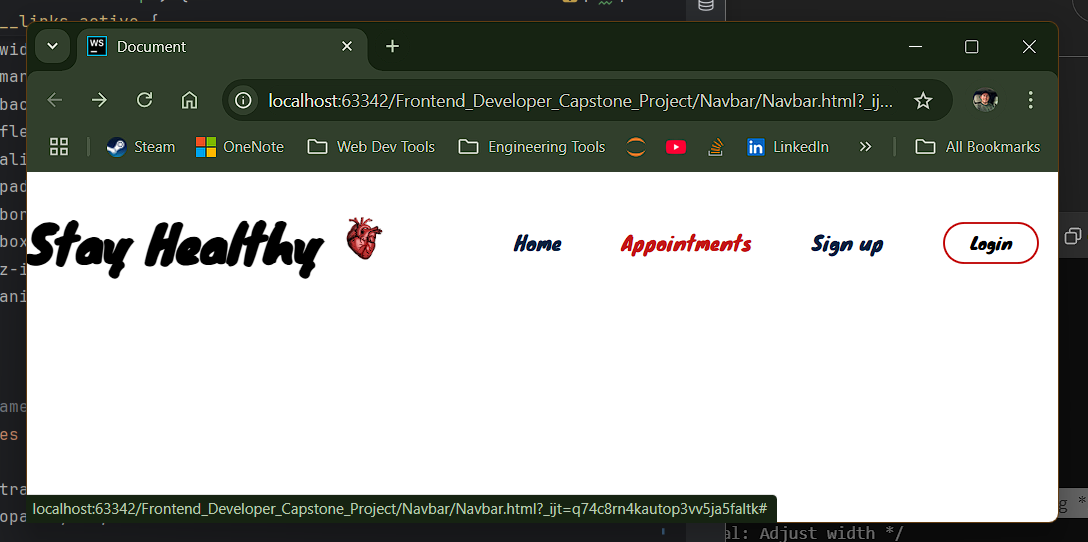 __links.active {
Document
localhost:63342/Frontend_Developer_Capstone_Project/Navbar/Navbar.html?_ij...
Steam
OneNote
Web Dev Tools
Engineering Tools
LinkedIn
All Bookmarks
Stay Healthy
Home
Appointments
Sign up
Login
wid
mar
bac
fle
ali
pad
bor
box
z-i
ani
ame
es
tra
opa
localhost:63342/Frontend_Developer_Capstone_Project/Navbar/Navbar.html?_ijt=q74c8rn4kautop3vv5ja5faltk#
g *
al: Adjust width */